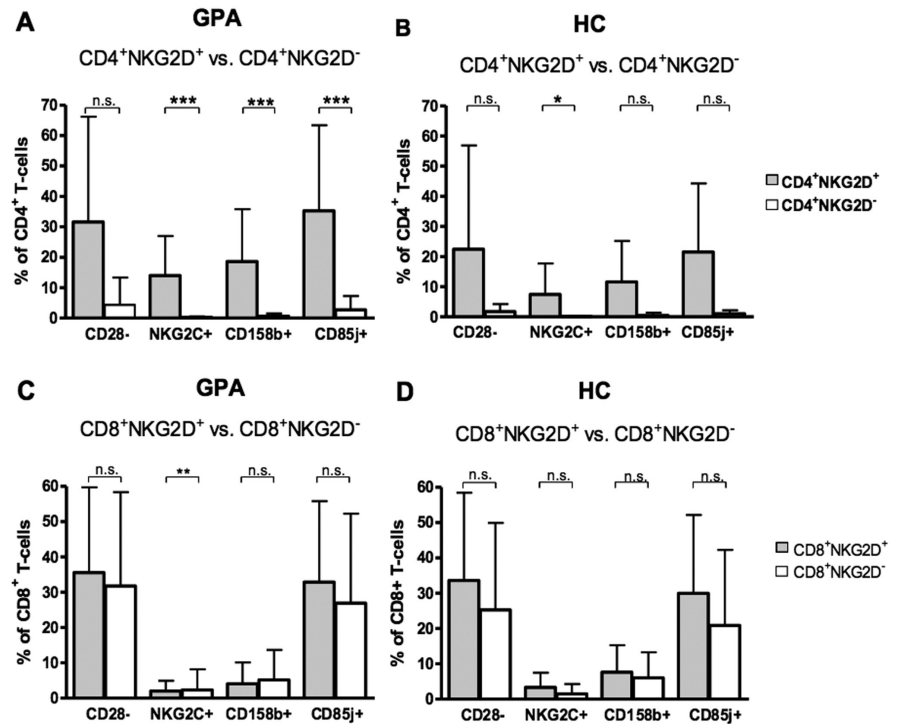 A
GPA
CD4⁺NKG2D⁺ vs. CD4⁺NKG2D⁻
n.s.
***
***
***
% of CD4⁺ T-cells
70
60
50
40
30
20
10
0
CD28-
NKG2C+
CD158b+
CD85j+
B
HC
CD4⁺NKG2D⁺ vs. CD4⁺NKG2D⁻
n.s.
*
n.s.
n.s.
% of CD4⁺ T-cells
70
60
50
40
30
20
10
0
CD28-
NKG2C+
CD158b+
CD85j+
CD4⁺NKG2D⁺
CD4⁺NKG2D⁻
C
GPA
CD8⁺NKG2D⁺ vs. CD8⁺NKG2D⁻
n.s.
**
n.s.
n.s.
% of CD8⁺ T-cells
60
50
40
30
20
10
0
CD28-
NKG2C+
CD158b+
CD85j+
D
HC
CD8⁺NKG2D⁺ vs. CD8⁺NKG2D⁻
n.s.
n.s.
n.s.
n.s.
% of CD8+ T-cells
60
50
40
30
20
10
0
CD28-
NKG2C+
CD158b+
CD85j+
CD8⁺NKG2D⁺
CD8⁺NKG2D⁻